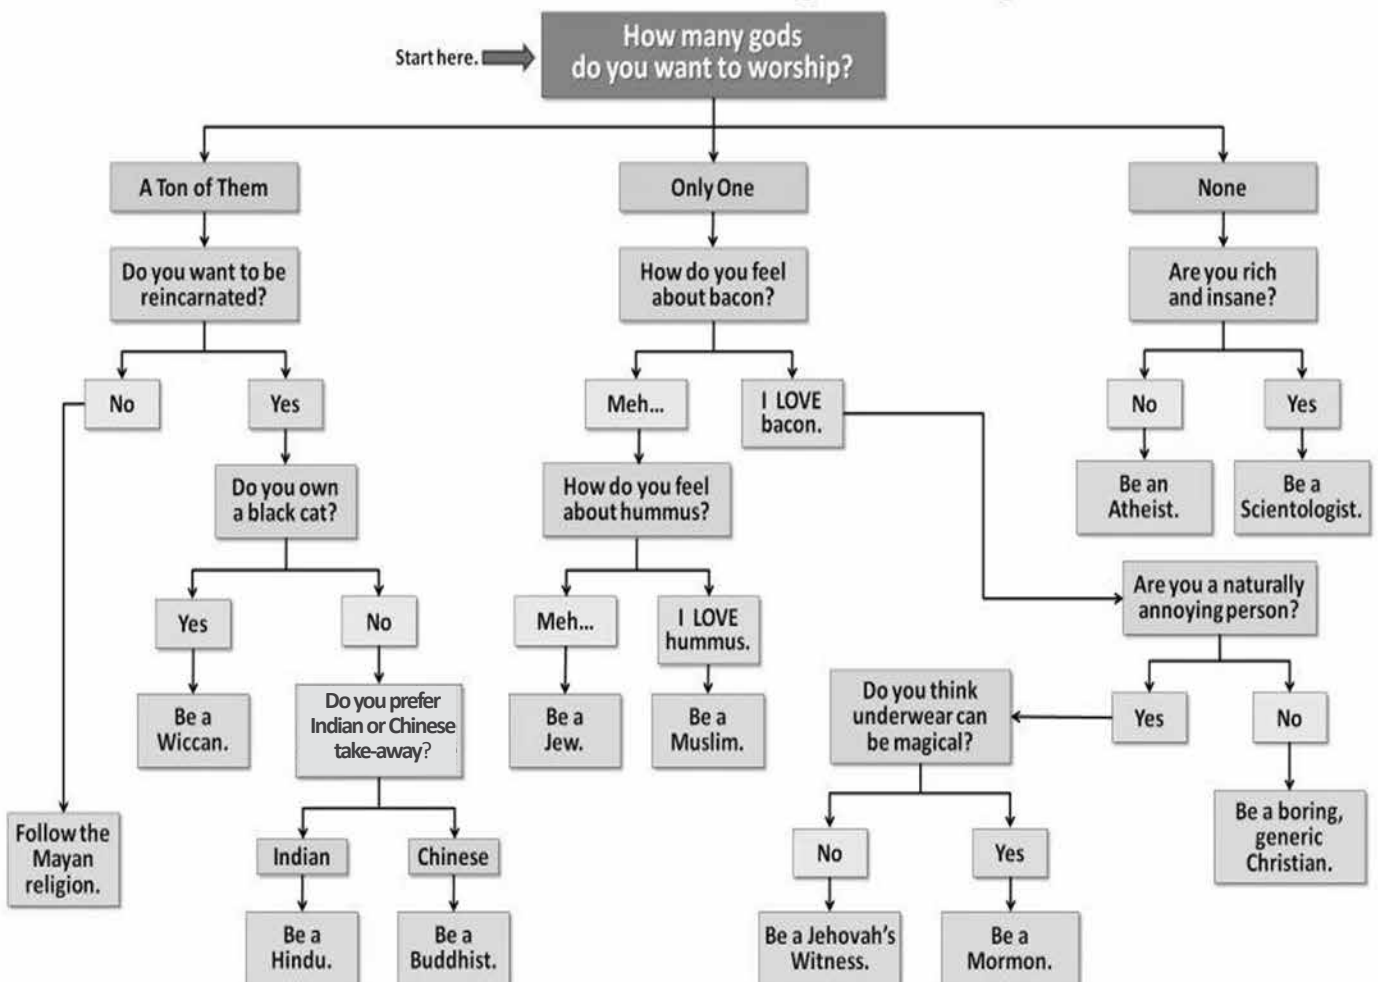 Start here.
How many gods
do you want to worship?
A Ton of Them
Only One
None
Do you want to be
reincarnated?
How do you feel
about bacon?
Are you rich
and insane?
No
Yes
Meh...
I LOVE
bacon.
No
Yes
Do you own
a black cat?
How do you feel
about hummus?
Be an
Atheist.
Be a
Scientologist.
Are you a naturally
annoying person?
Yes
No
Meh...
I LOVE
hummus.
Be a
Wiccan.
Do you prefer
Indian or Chinese
take-away?
Be a
Jew.
Be a
Muslim.
Do you think
underwear can
be magical?
Yes
No
Follow the
Mayan
religion.
Indian
Chinese
No
Yes
Be a boring,
generic
Christian.
Be a
Hindu.
Be a
Buddhist.
Be a Jehovah's
Witness.
Be a
Mormon.